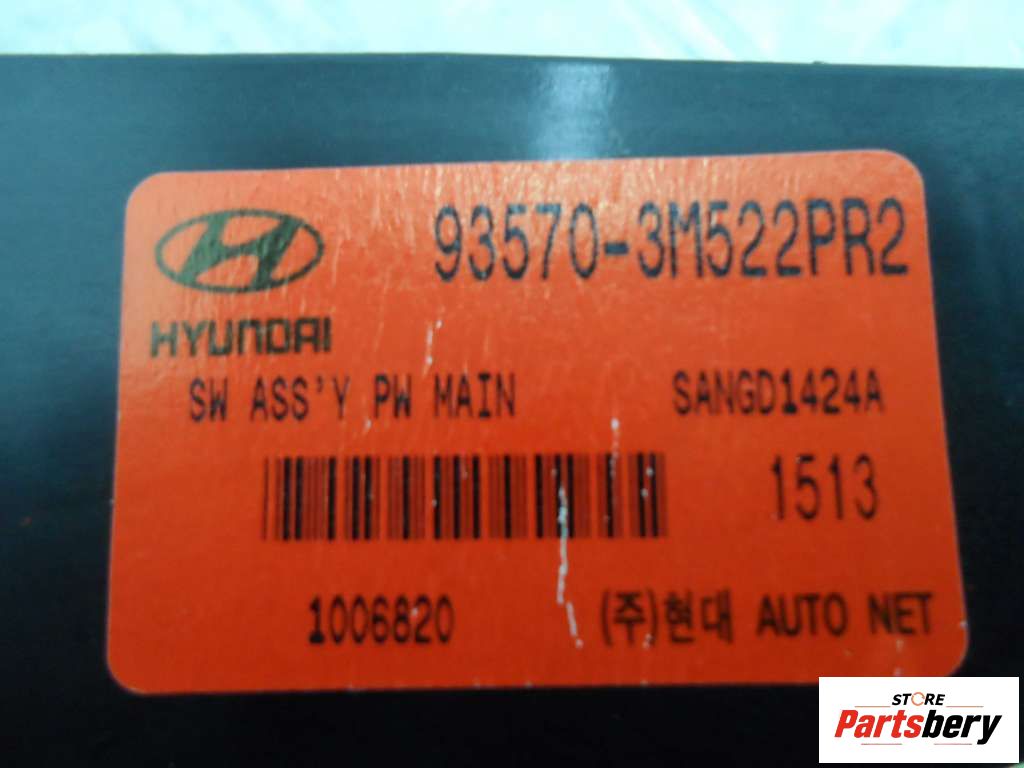 93570-3M522PR2
HYUNDAI
SW ASS'Y PW MAIN SANGD1424A
1513
1006820 (주)현대 AUTO NET
STORE
Partsbery